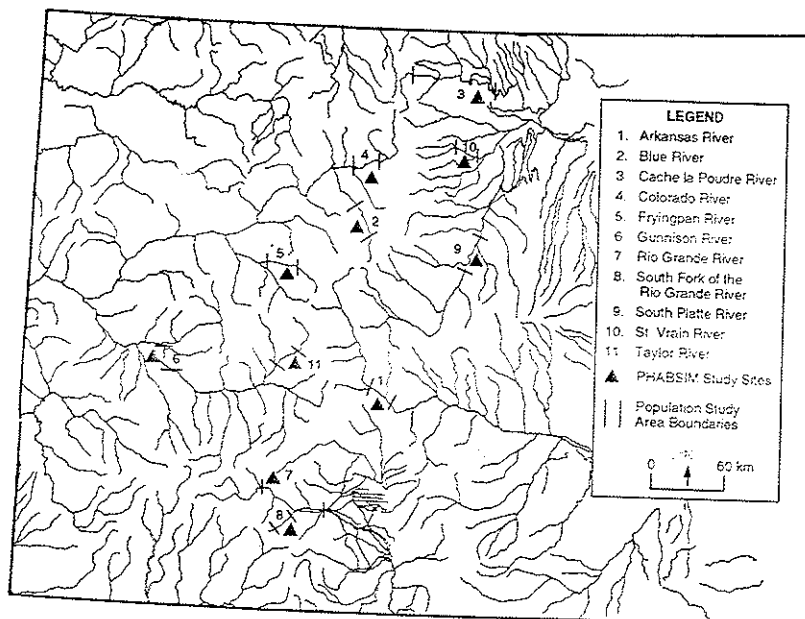 3
10
4
2
5
9
6
11
1
7
8
LEGEND
1. Arkansas River
2. Blue River
3 Cache la Poudre River
4. Colorado River
5. Fryingpan River
6 Gunnison River
7. Rio Grande River
8. South Fork of the
Rio Grande River
9. South Platte River
10. St. Vrain River
11 Taylor River
PHABSIM Study Sites
Population Study
Area Boundaries
0 60 km